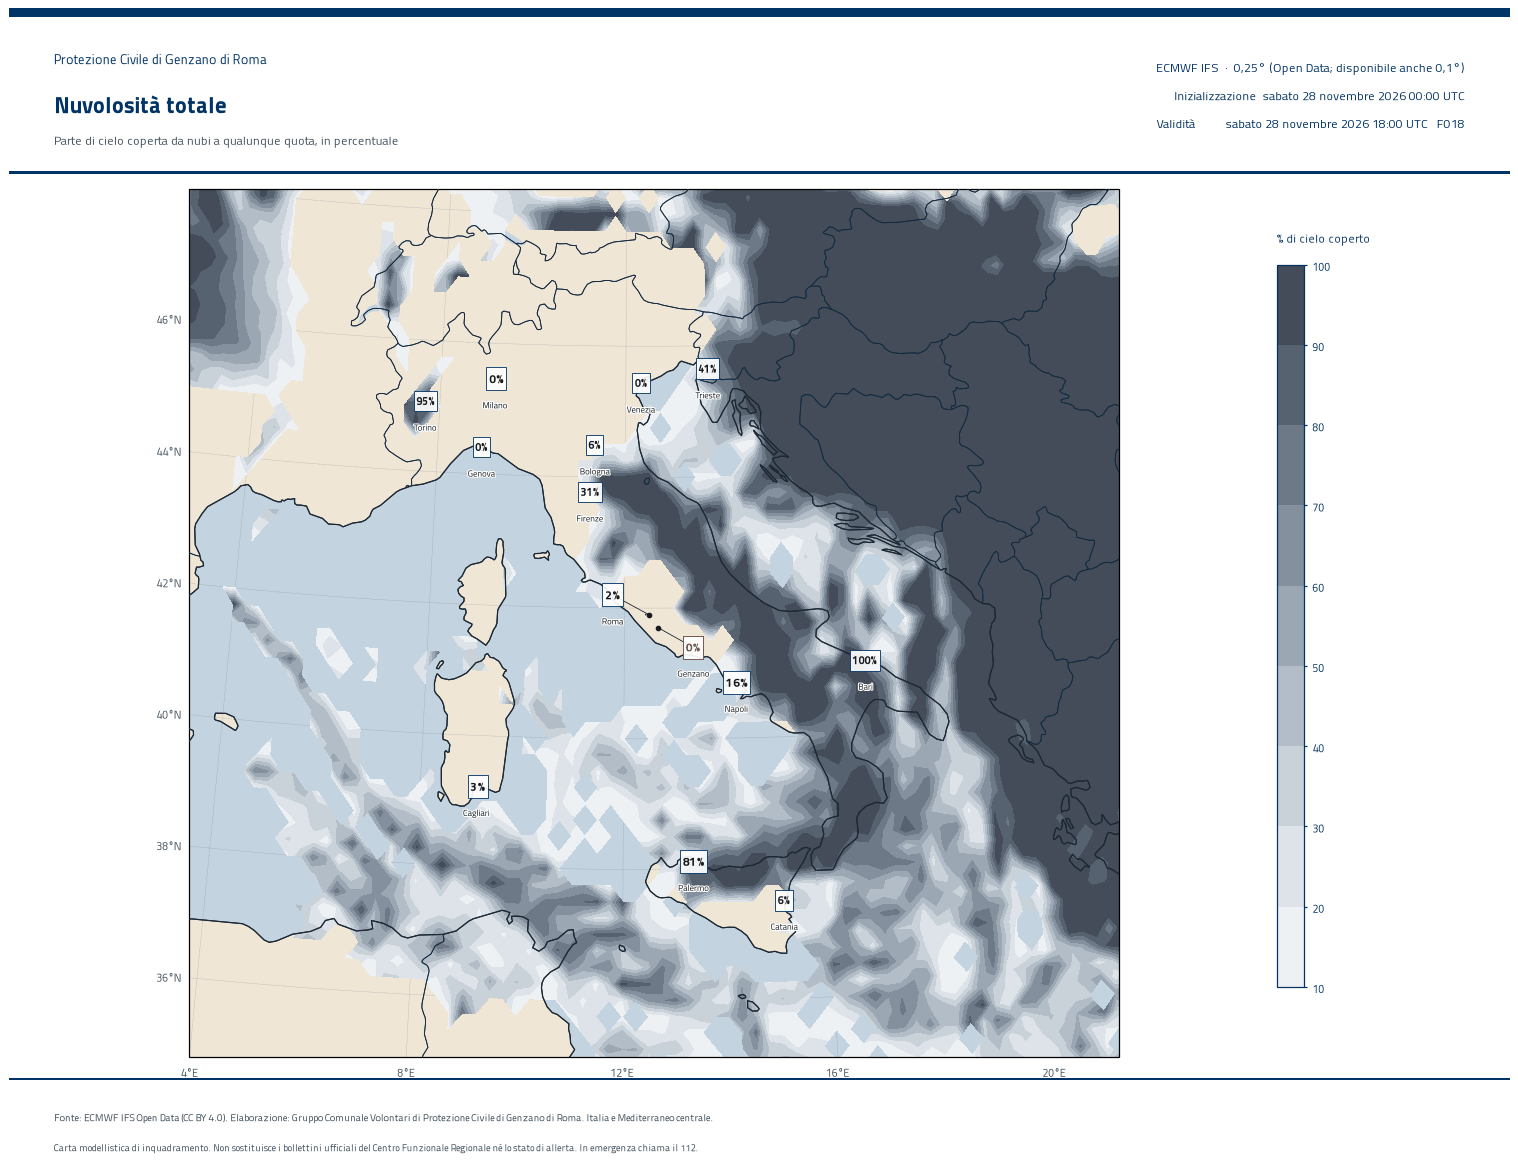 Protezione Civile di Genzano di Roma
Nuvolosità totale
Parte di cielo coperta da nubi a qualunque quota, in percentuale
ECMWF IFS · 0,25° (Open Data; disponibile anche 0,1°)
Inizializzazione sabato 28 novembre 2026 00:00 UTC
Validità sabato 28 novembre 2026 18:00 UTC F018
% di cielo coperto
100
90
80
70
60
50
40
30
20
10
46°N
44°N
42°N
40°N
38°N
36°N
4°E
8°E
12°E
16°E
20°E
41%
Trieste
0%
Milano
0%
Venezia
95%
Torino
0%
Genova
6%
Bologna
31%
Firenze
2%
Roma
0%
Genzano
16%
Napoli
100%
Bari
3%
Cagliari
81%
Palermo
6%
Catania
Fonte: ECMWF IFS Open Data (CC BY 4.0). Elaborazione: Gruppo Comunale Volontari di Protezione Civile di Genzano di Roma. Italia e Mediterraneo centrale.
Carta modellistica di inquadramento. Non sostituisce i bollettini ufficiali del Centro Funzionale Regionale né lo stato di allerta. In emergenza chiama il 112.